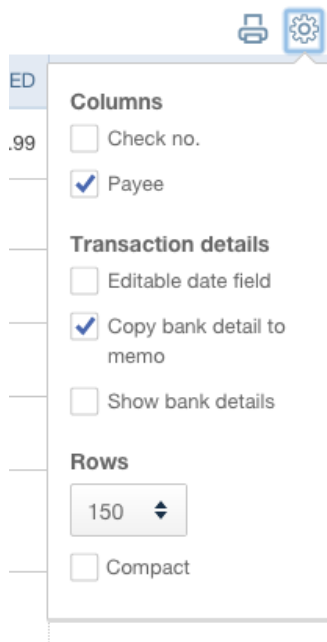 ED
.99
Columns
Check no.
Payee
Transaction details
Editable date field
Copy bank detail to
memo
Show bank details
Rows
150
Compact